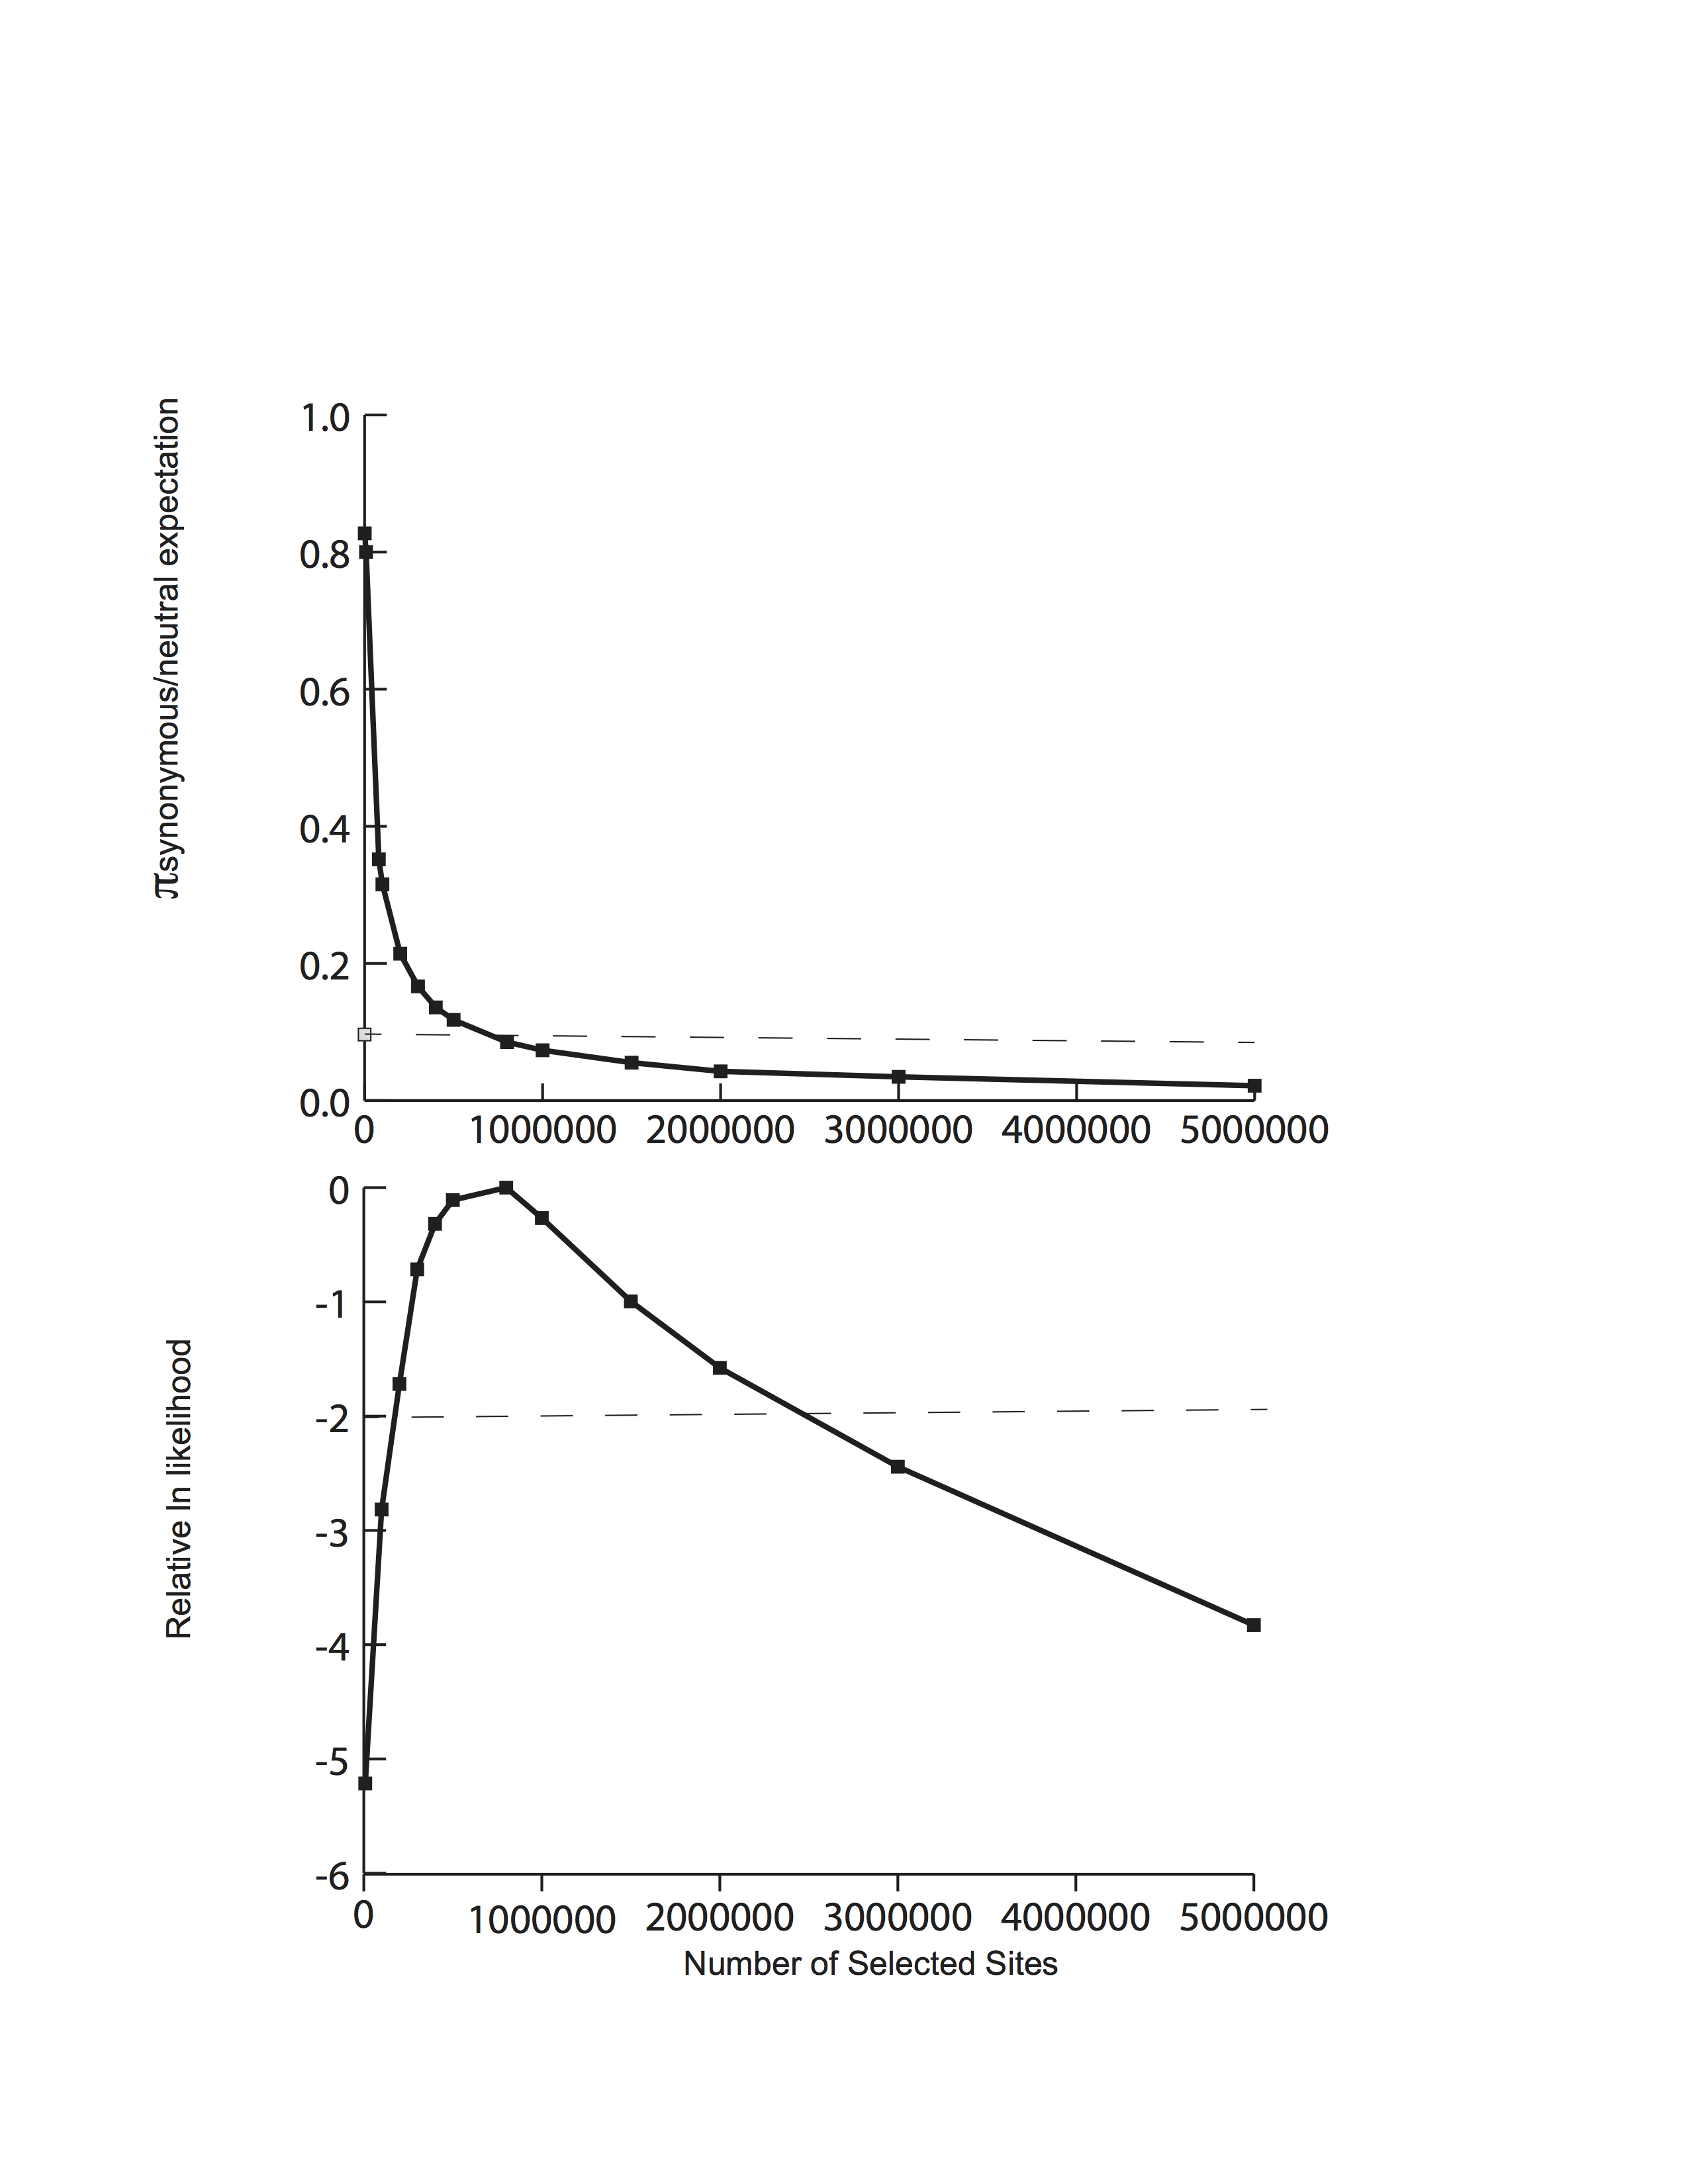 πsynonymous/neutral expectation
1.0
0.8
0.6
0.4
0.2
0.0
0 1000000 2000000 3000000 4000000 5000000
Relative ln likelihood
0
-1
-2
-3
-4
-5
-6
0 1000000 2000000 3000000 4000000 5000000
Number of Selected Sites